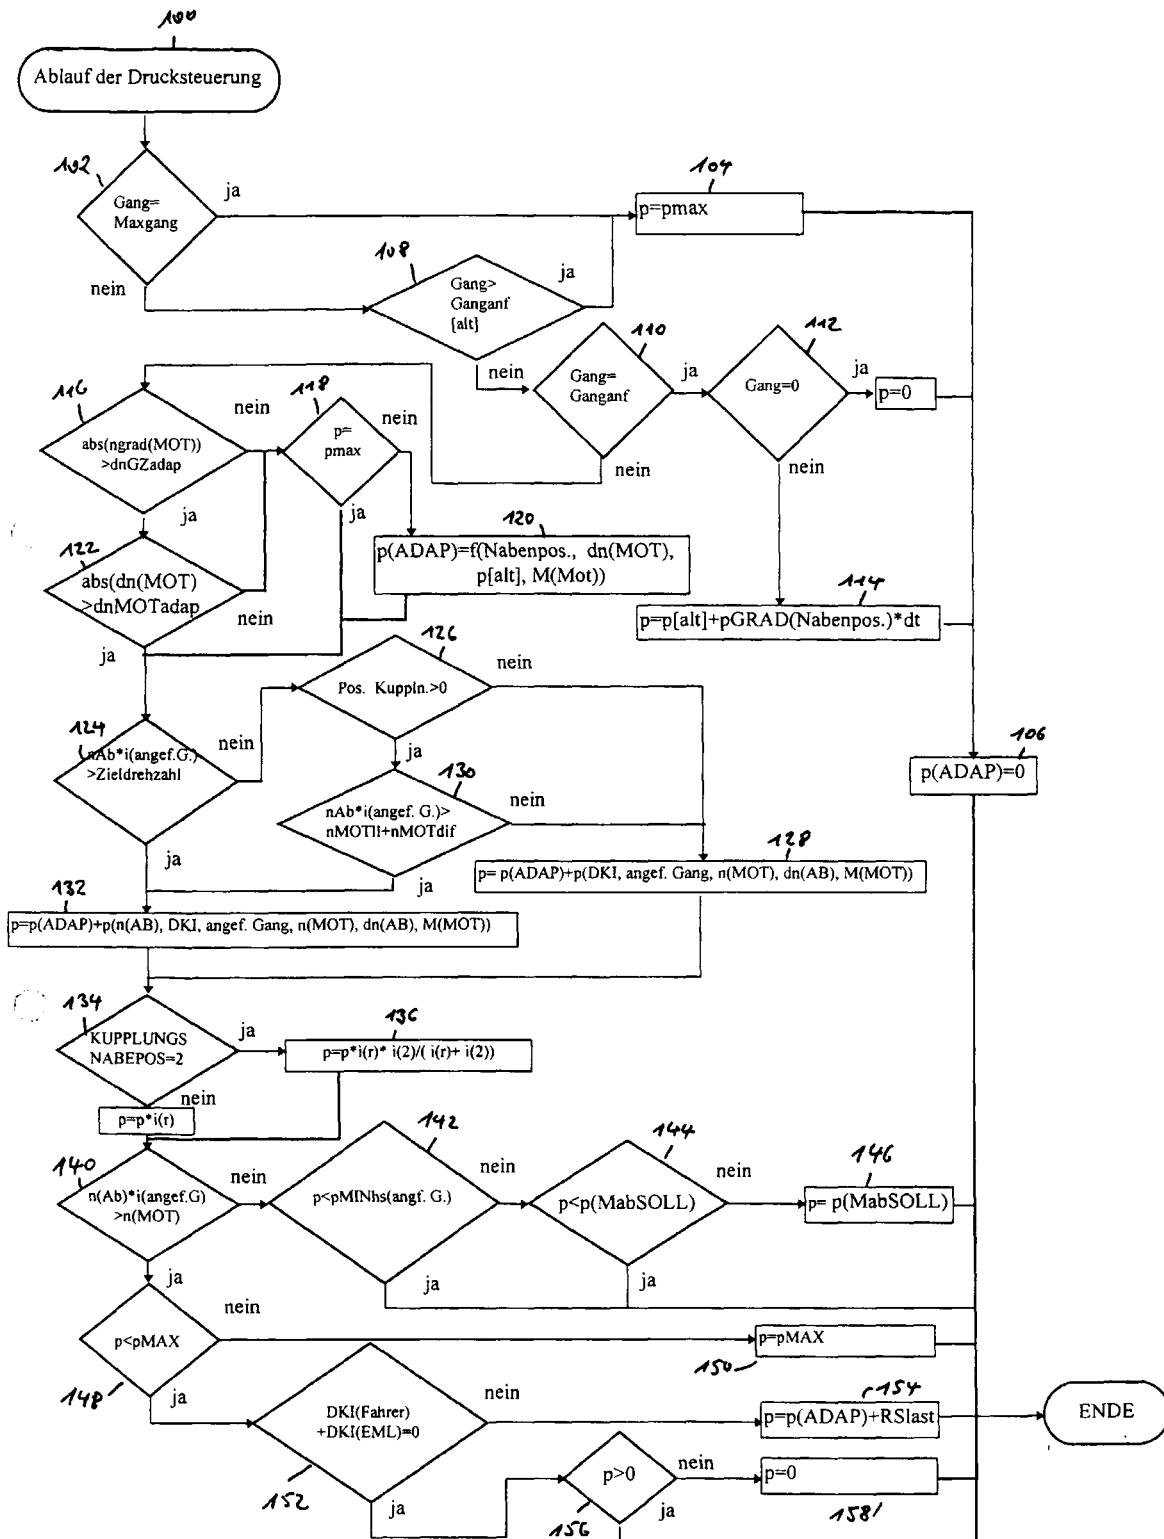 100
Ablauf der Drucksteuerung
102
Gang=
Maxgang
ja
nein
104
p=pmax
108
Gang>
Ganganf
[alt]
ja
nein
110
Gang=
Ganganf
ja
nein
112
Gang=0
ja
nein
p=0
116
abs(ngrad(MOT))
>dnGZadap
nein
ja
118
p=
pmax
nein
ja
120
p(ADAP)=f(Nabenpos., dn(MOT),
p[alt], M(Mot))
122
abs(dn(MOT)
>dnMOTadap
nein
ja
114
p=p[alt]+pGRAD(Nabenpos.)*dt
126
Pos. Kuppln.>0
nein
ja
124
nAb*i(angef.G.)
>Zieldrehzahl
nein
ja
106
p(ADAP)=0
130
nAb*i(angef. G.)>
nMOTll+nMOTdif
nein
ja
128
p= p(ADAP)+p(DKI, angef. Gang, n(MOT), dn(AB), M(MOT))
132
p=p(ADAP)+p(n(AB), DKI, angef. Gang, n(MOT), dn(AB), M(MOT))
134
KUPPLUNGS
NABEPOS=2
ja
nein
136
p=p*i(r)* i(2)/( i(r)+ i(2))
p=p*i(r)
140
n(Ab)*i(angef.G)
>n(MOT)
nein
ja
142
p<pMINhs(angf. G.)
nein
ja
144
p<p(MabSOLL)
nein
ja
146
p= p(MabSOLL)
148
p<pMAX
nein
ja
150
p=pMAX
152
DKI(Fahrer)
+DKI(EML)=0
nein
ja
154
p=p(ADAP)+RSlast
ENDE
156
p>0
nein
ja
158
p=0